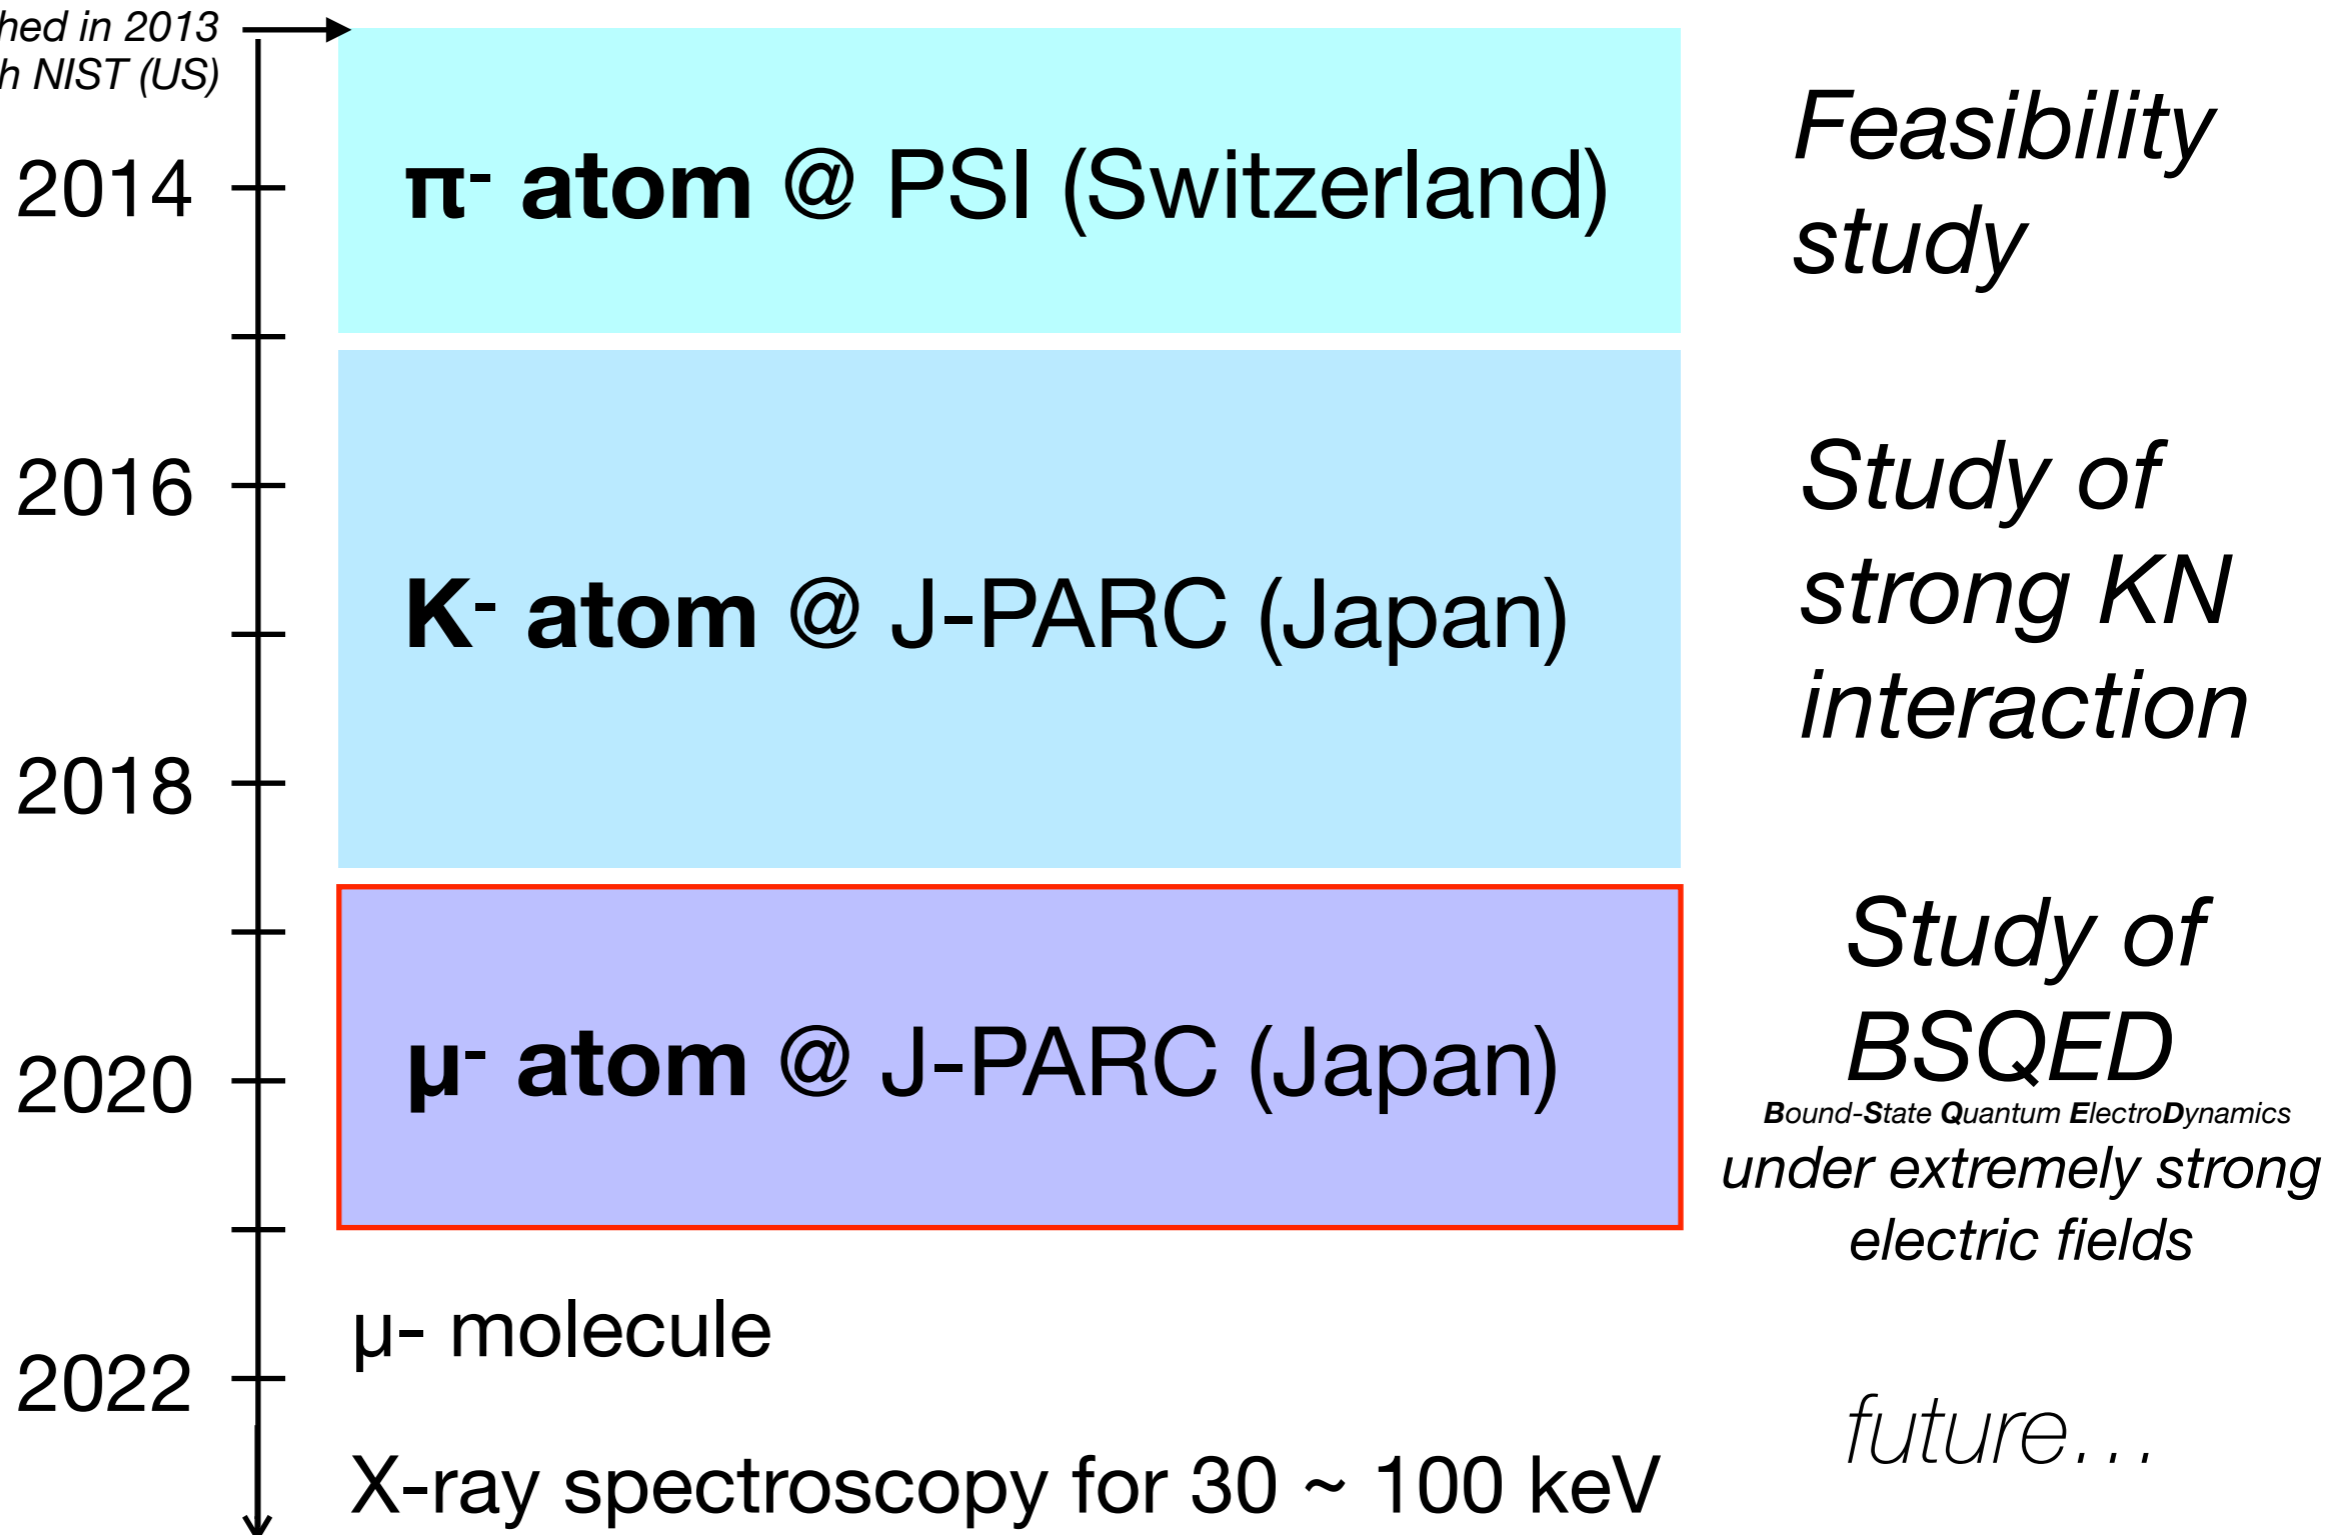 hed in 2013
h NIST (US)
2014
π- atom @ PSI (Switzerland)
Feasibility
study
2016
K- atom @ J-PARC (Japan)
Study of
strong KN
interaction
2018
2020
μ- atom @ J-PARC (Japan)
Study of
BSQED
Bound-State Quantum ElectroDynamics
under extremely strong
electric fields
μ- molecule
2022
future...
X-ray spectroscopy for 30 ~ 100 keV